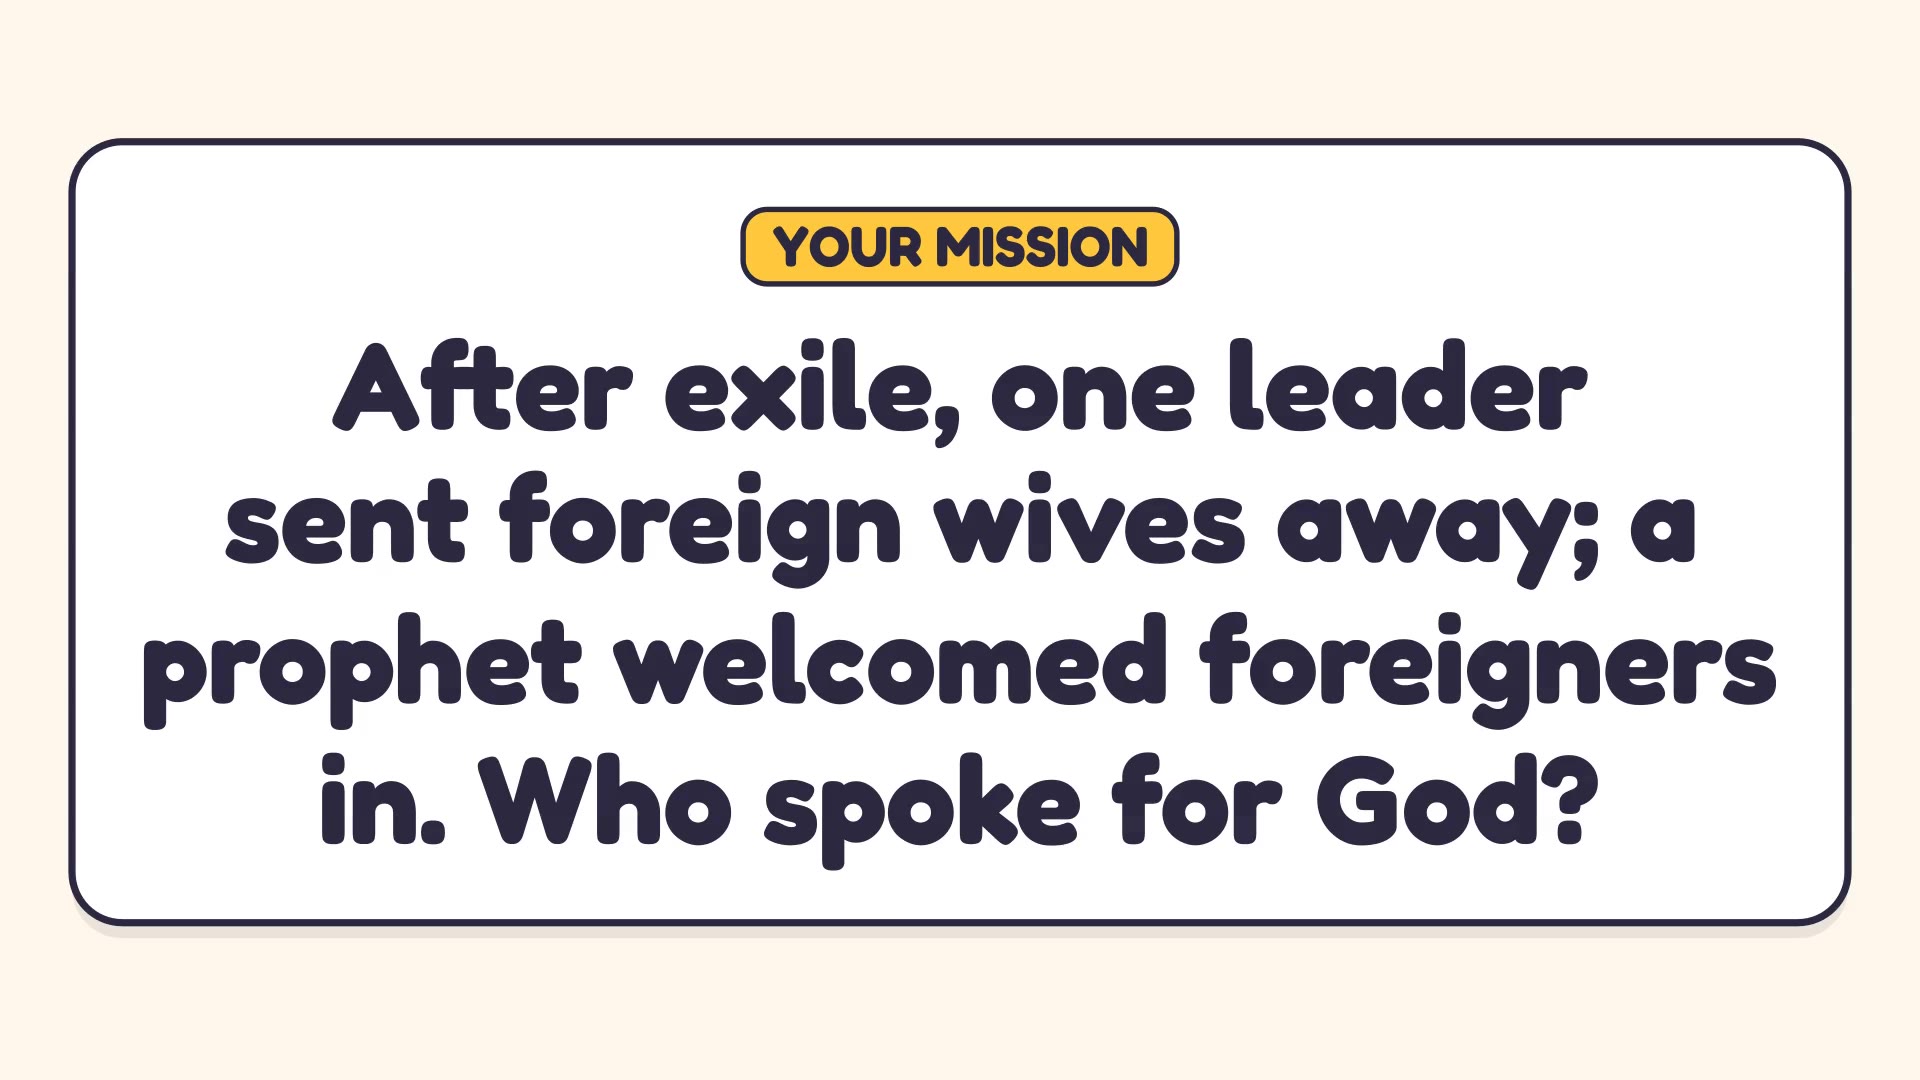 YOUR MISSION
After exile, one leader
sent foreign wives away; a
prophet welcomed foreigners
in. Who spoke for God?